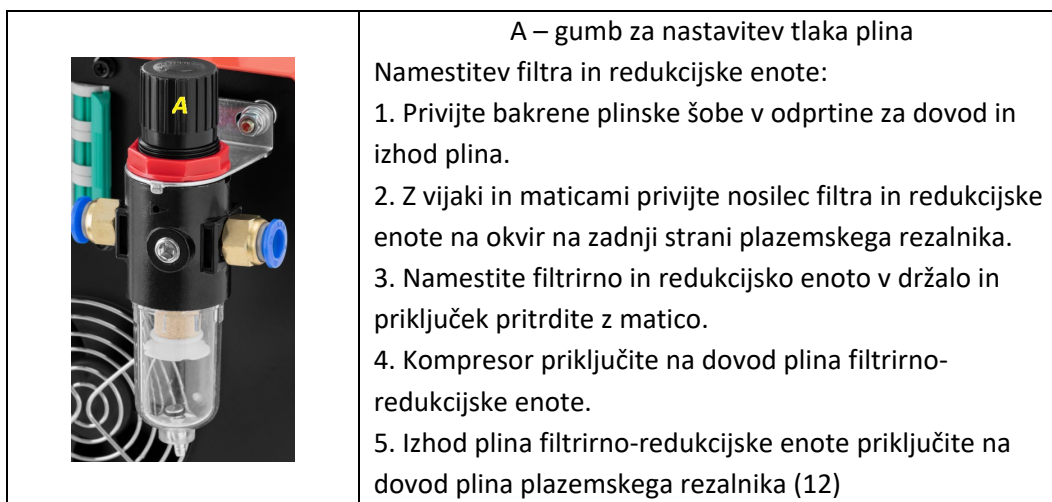 A
A – gumb za nastavitev tlaka plina
Namestitev filtra in redukcijske enote:
1. Privijte bakrene plinske šobe v odprtine za dovod in
izhod plina.
2. Z vijaki in maticami privijte nosilec filtra in redukcijske
enote na okvir na zadnji strani plazemskega rezalnika.
3. Namestite filtrirno in redukcijsko enoto v držalo in
priključek pritrdite z matico.
4. Kompresor priključite na dovod plina filtrirno-
redukcijske enote.
5. Izhod plina filtrirno-redukcijske enote priključite na
dovod plina plazemskega rezalnika (12)